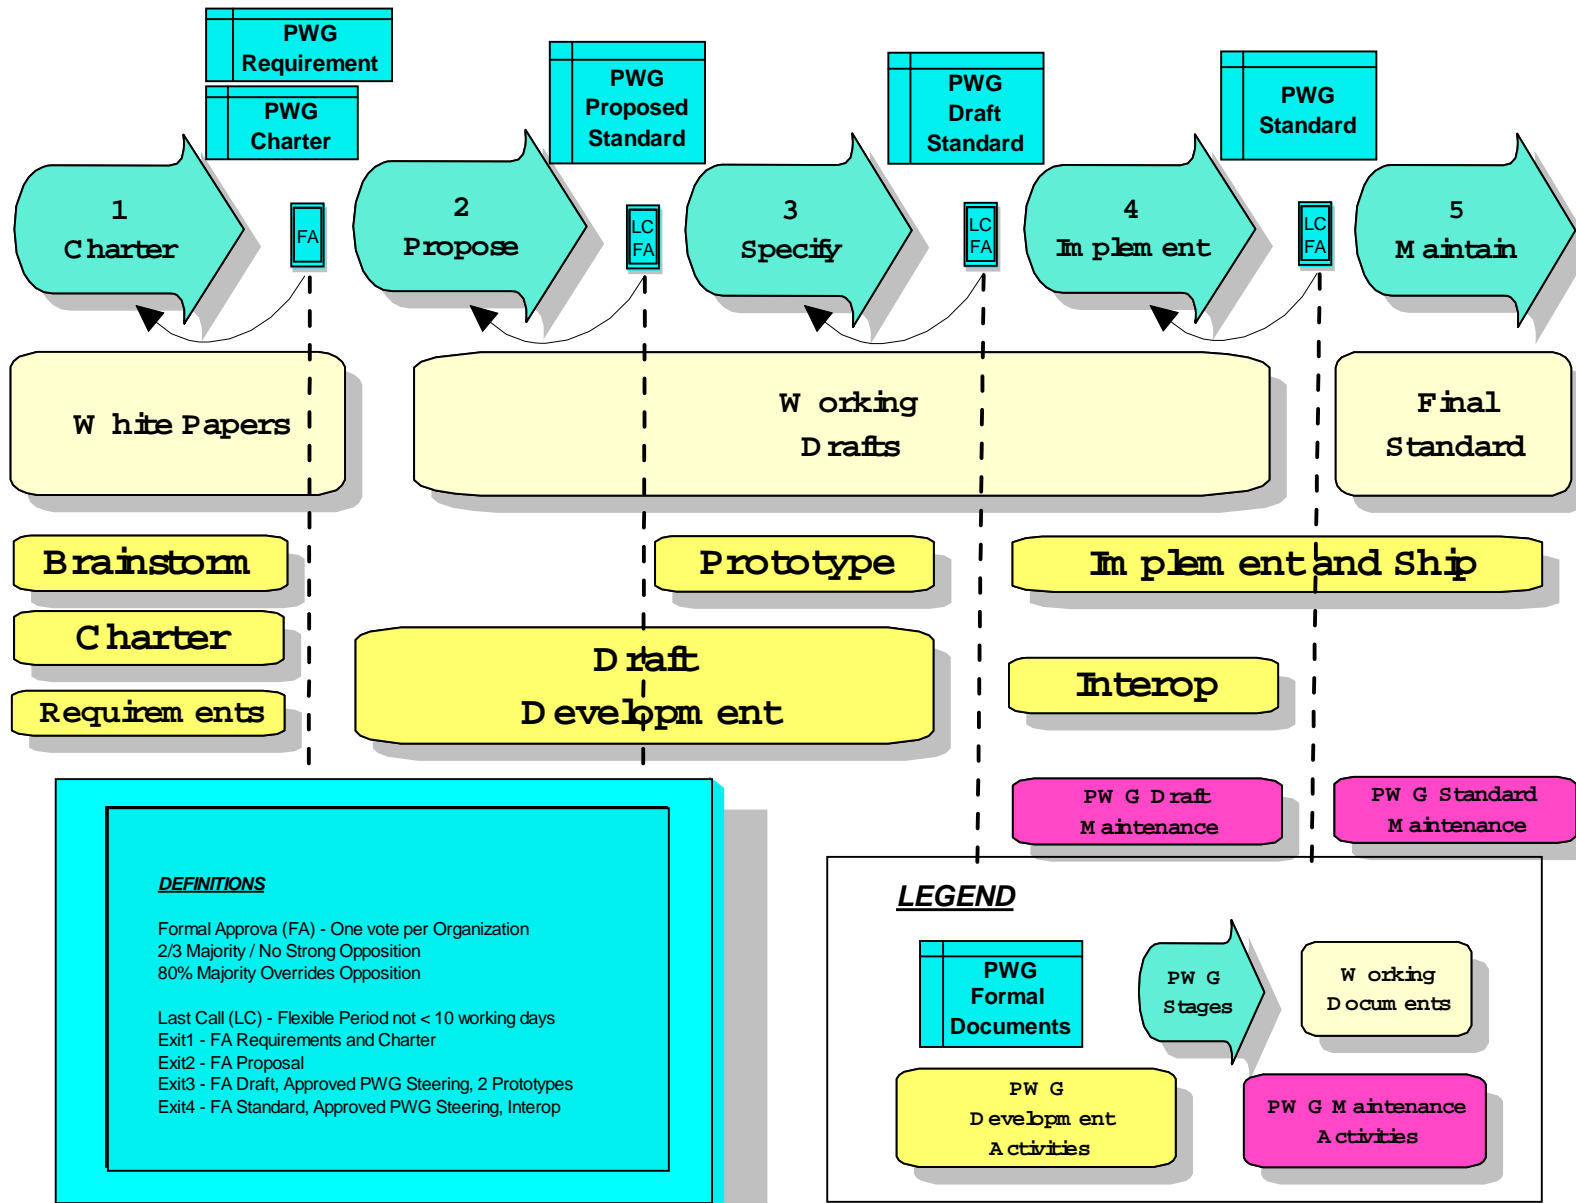 PWG
Requirement
PWG
Charter
PWG
Proposed
Standard
PWG
Draft
Standard
PWG
Standard
1
Charter
FA
2
Propose
LC
FA
3
Specify
LC
FA
4
Implement
LC
FA
5
Maintain
White Papers
Working
Drafts
Final
Standard
Brainstorm
Prototype
Implement and Ship
Charter
Draft
Development
Interop
Requirements
PWG Draft
Maintenance
PWG Standard
Maintenance
DEFINITIONS
Formal Approva (FA) - One vote per Organization
2/3 Majority / No Strong Opposition
80% Majority Overrides Opposition
Last Call (LC) - Flexible Period not < 10 working days
Exit1 - FA Requirements and Charter
Exit2 - FA Proposal
Exit3 - FA Draft, Approved PWG Steering, 2 Prototypes
Exit4 - FA Standard, Approved PWG Steering, Interop
LEGEND
PWG
Formal
Documents
PWG
Stages
Working
Documents
PWG
Development
Activities
PWG Maintenance
Activities